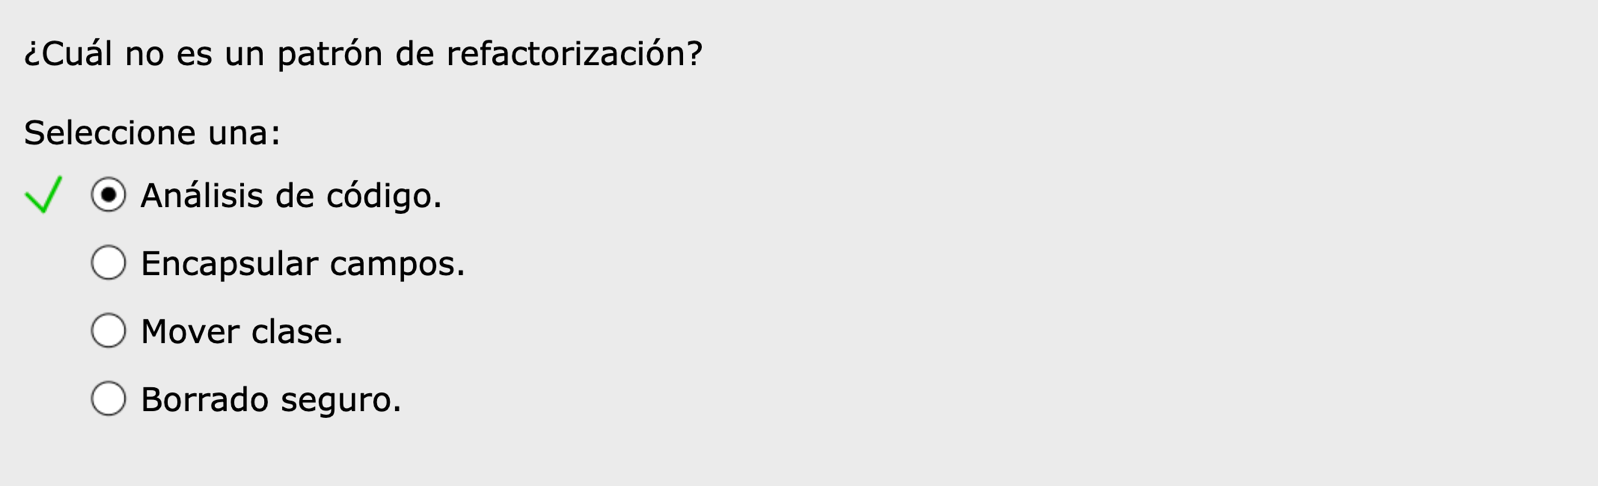 ¿Cuál no es un patrón de refactorización?
Seleccione una:
Análisis de código.
Encapsular campos.
Mover clase.
Borrado seguro.